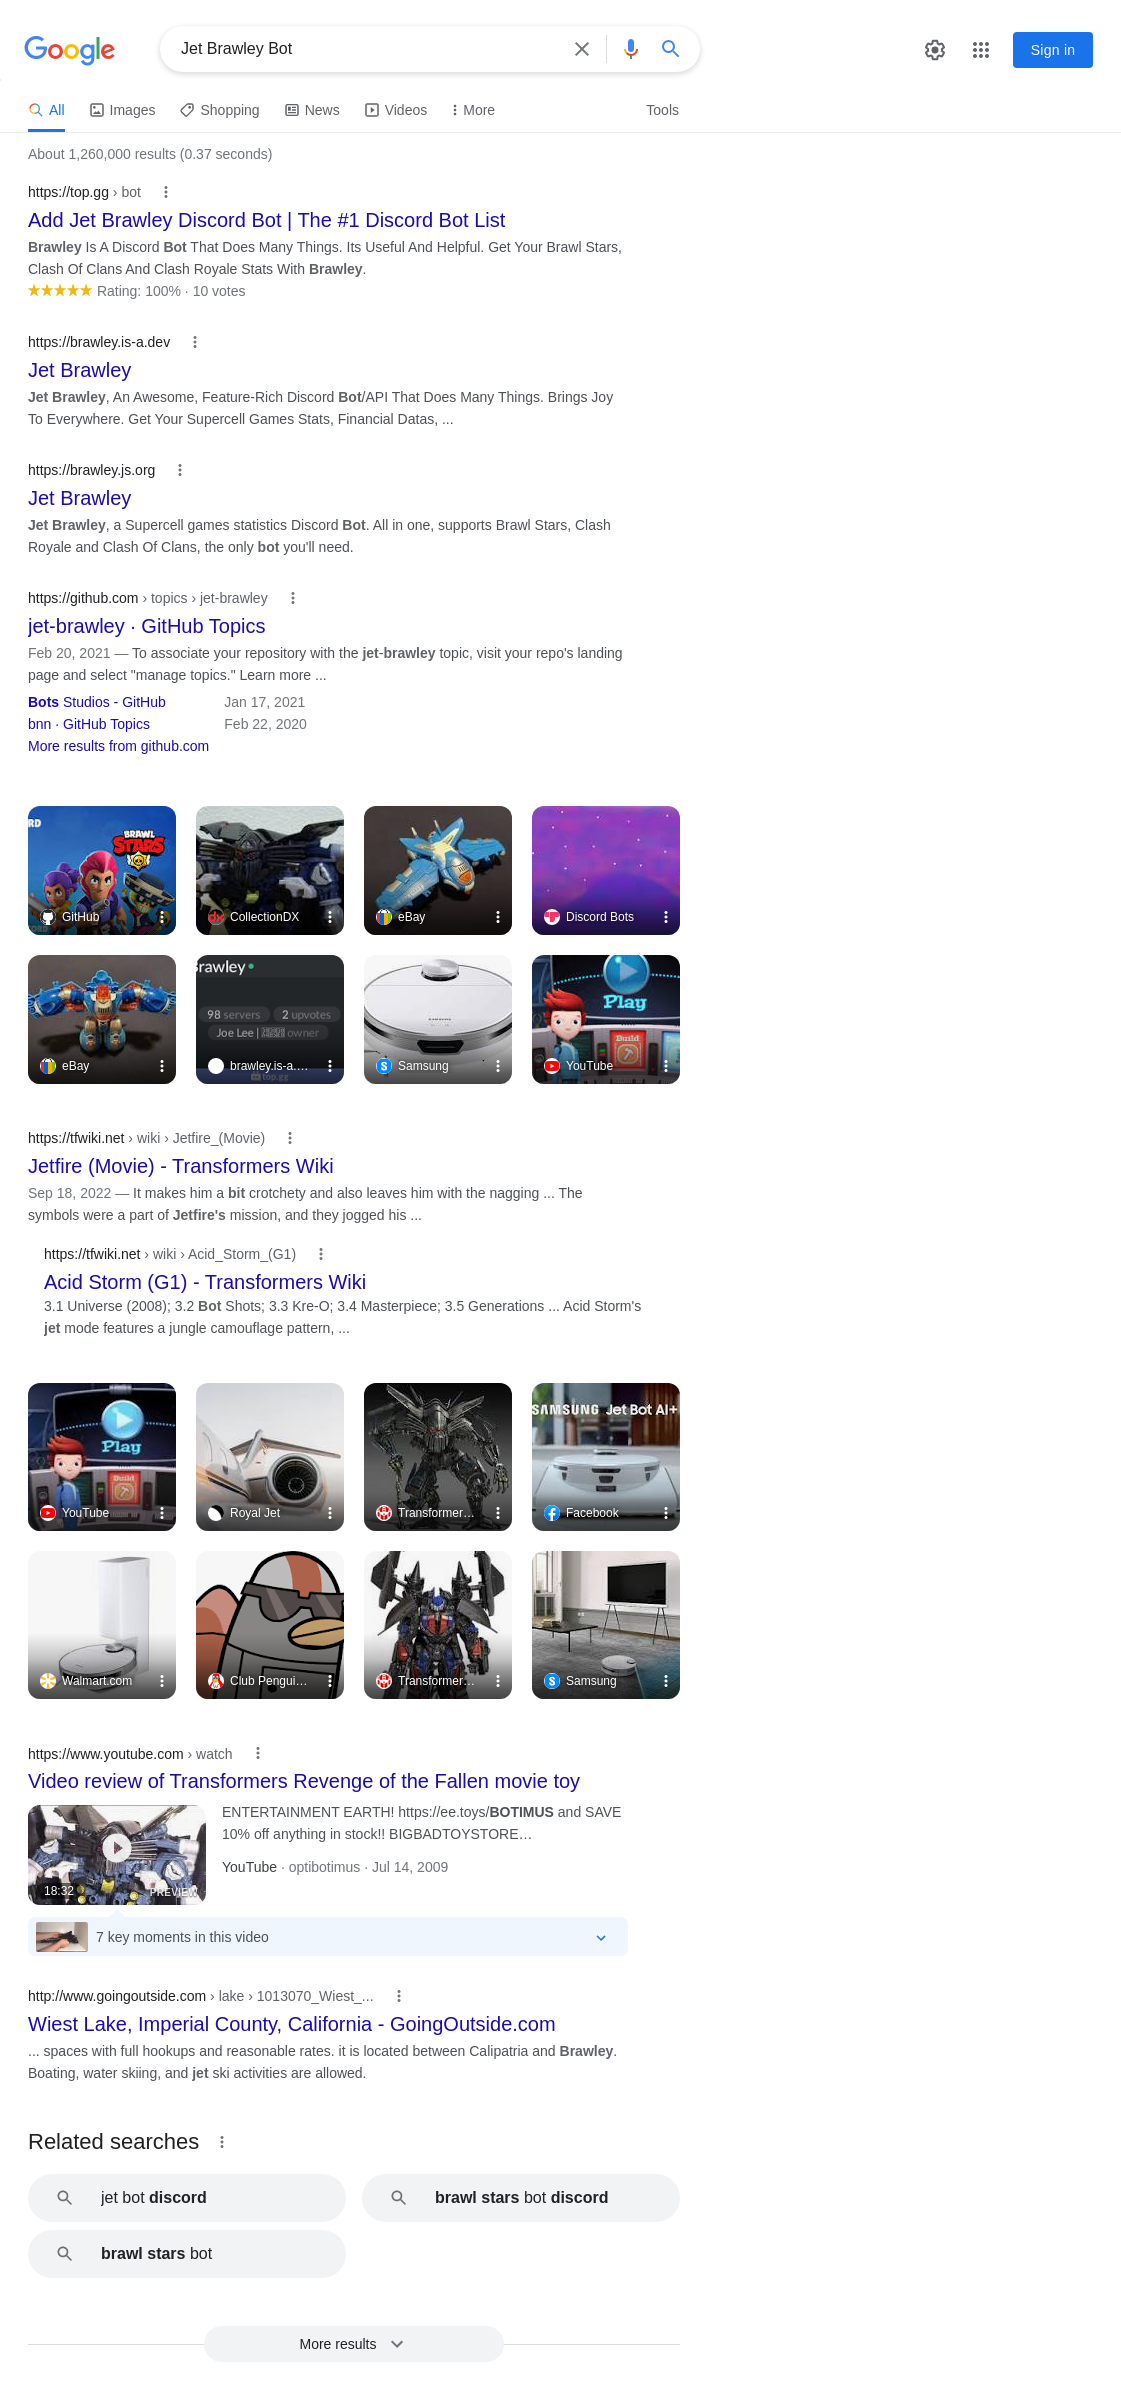 Google
Jet Brawley Bot
Sign in
All
Images
Shopping
News
Videos
More
Tools
About 1,260,000 results (0.37 seconds)
https://top.gg › bot
Add Jet Brawley Discord Bot | The #1 Discord Bot List
Brawley Is A Discord Bot That Does Many Things. Its Useful And Helpful. Get Your Brawl Stars,
Clash Of Clans And Clash Royale Stats With Brawley.
Rating: 100% · 10 votes
https://brawley.is-a.dev
Jet Brawley
Jet Brawley, An Awesome, Feature-Rich Discord Bot/API That Does Many Things. Brings Joy
To Everywhere. Get Your Supercell Games Stats, Financial Datas, ...
https://brawley.js.org
Jet Brawley
Jet Brawley, a Supercell games statistics Discord Bot. All in one, supports Brawl Stars, Clash
Royale and Clash Of Clans, the only bot you'll need.
https://github.com › topics › jet-brawley
jet-brawley · GitHub Topics
Feb 20, 2021 — To associate your repository with the jet-brawley topic, visit your repo's landing
page and select "manage topics." Learn more ...
Bots Studios - GitHub Jan 17, 2021
bnn · GitHub Topics Feb 22, 2020
More results from github.com
RD
BRAWL
STARS
GitHub
CollectionDX
eBay
Discord Bots
Brawley
98 servers
2 upvotes
Joe Lee |
owner
top.gg
Play
Build
eBay
brawley.is-a....
Samsung
YouTube
https://tfwiki.net › wiki › Jetfire_(Movie)
Jetfire (Movie) - Transformers Wiki
Sep 18, 2022 — It makes him a bit crotchety and also leaves him with the nagging ... The
symbols were a part of Jetfire's mission, and they jogged his ...
https://tfwiki.net › wiki › Acid_Storm_(G1)
Acid Storm (G1) - Transformers Wiki
3.1 Universe (2008); 3.2 Bot Shots; 3.3 Kre-O; 3.4 Masterpiece; 3.5 Generations ... Acid Storm's
jet mode features a jungle camouflage pattern, ...
Play
Build
SAMSUNG Jet Bot AI+
YouTube
Royal Jet
Transformer...
Facebook
Walmart.com
Club Pengui...
Transformer...
Samsung
https://www.youtube.com › watch
Video review of Transformers Revenge of the Fallen movie toy
ENTERTAINMENT EARTH! https://ee.toys/BOTIMUS and SAVE
10% off anything in stock!! BIGBADTOYSTORE…
YouTube · optibotimus · Jul 14, 2009
18:32
PREVIEW
7 key moments in this video
http://www.goingoutside.com › lake › 1013070_Wiest_...
Wiest Lake, Imperial County, California - GoingOutside.com
... spaces with full hookups and reasonable rates. it is located between Calipatria and Brawley.
Boating, water skiing, and jet ski activities are allowed.
Related searches
jet bot discord
brawl stars bot discord
brawl stars bot
More results